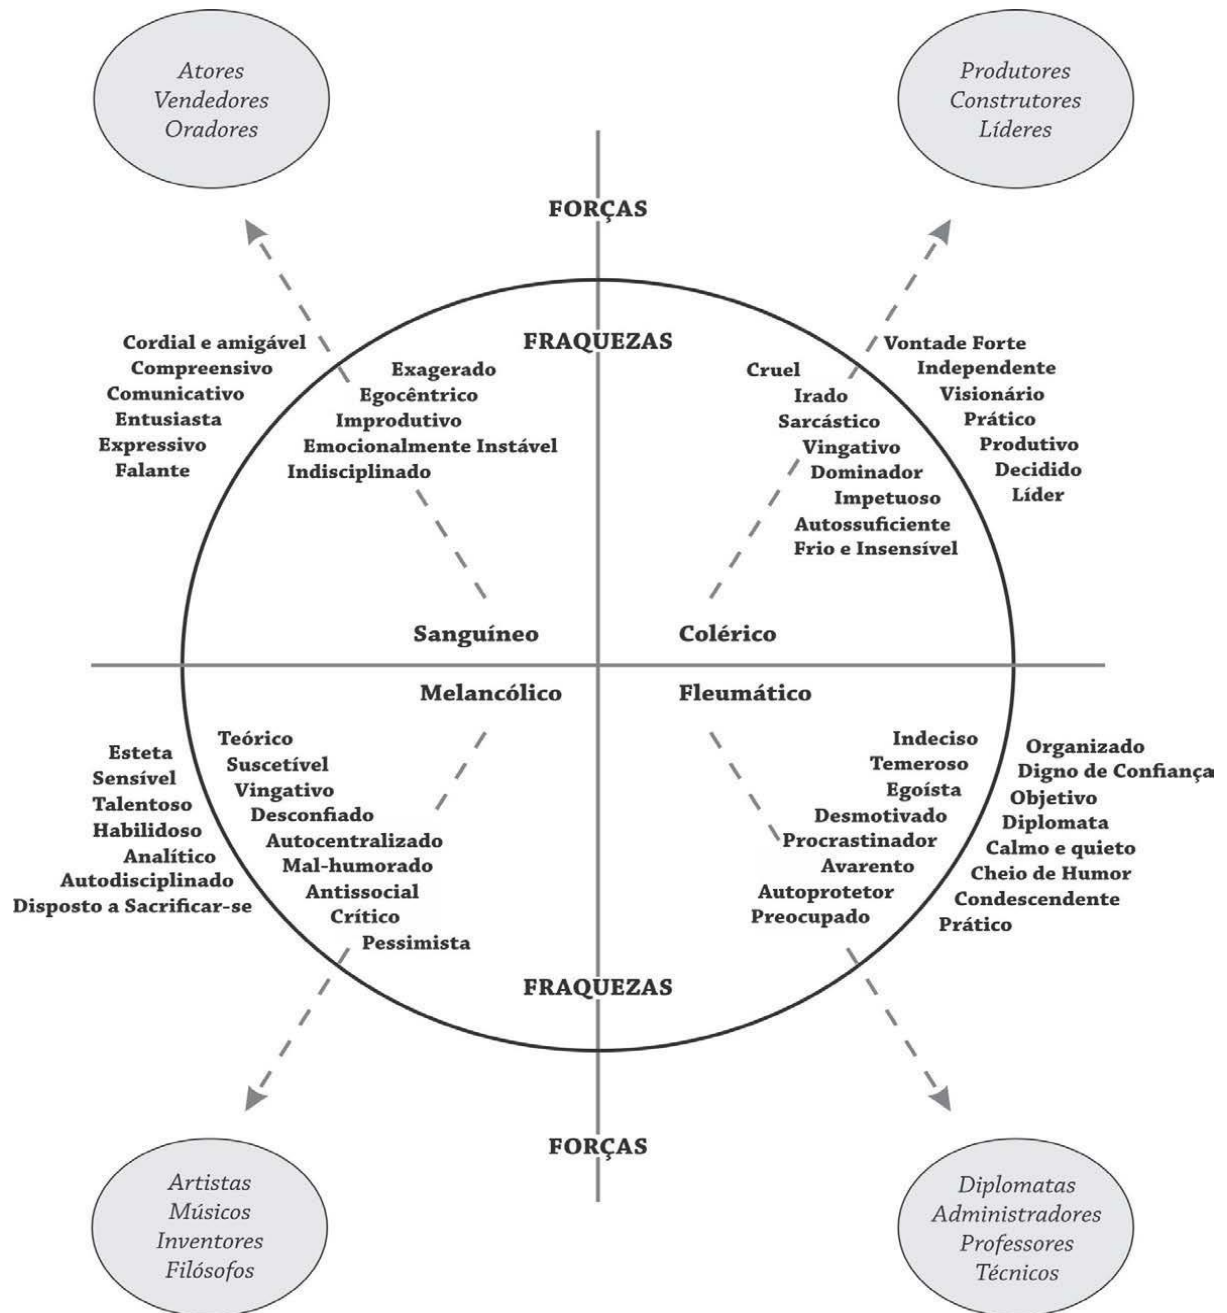 Atores
Vendedores
Oradores
Produtores
Construtores
Líderes
FORÇAS
FRAQUEZAS
Cordial e amigável
Compreensivo
Comunicativo
Entusiasta
Expressivo
Falante
Exagerado
Egocêntrico
Improdutivo
Emocionalmente Instável
Indisciplinado
Cruel
Irado
Sarcástico
Vingativo
Dominador
Impetuoso
Autossuficiente
Frio e Insensível
Vontade Forte
Independente
Visionário
Prático
Produtivo
Decidido
Líder
Sanguíneo
Colérico
Melancólico
Fleumático
Esteta
Sensível
Talentoso
Habilidoso
Analítico
Autodisciplinado
Disposto a Sacrificar-se
Teórico
Suscetível
Vingativo
Desconfiado
Autocentralizado
Mal-humorado
Antissocial
Crítico
Pessimista
Indeciso
Temeroso
Egoísta
Desmotivado
Procrastinador
Avarento
Autoprotetor
Preocupado
Organizado
Digno de Confiança
Objetivo
Diplomata
Calmo e quieto
Cheio de Humor
Condescendente
Prático
FRAQUEZAS
FORÇAS
Artistas
Músicos
Inventores
Filósofos
Diplomatas
Administradores
Professores
Técnicos